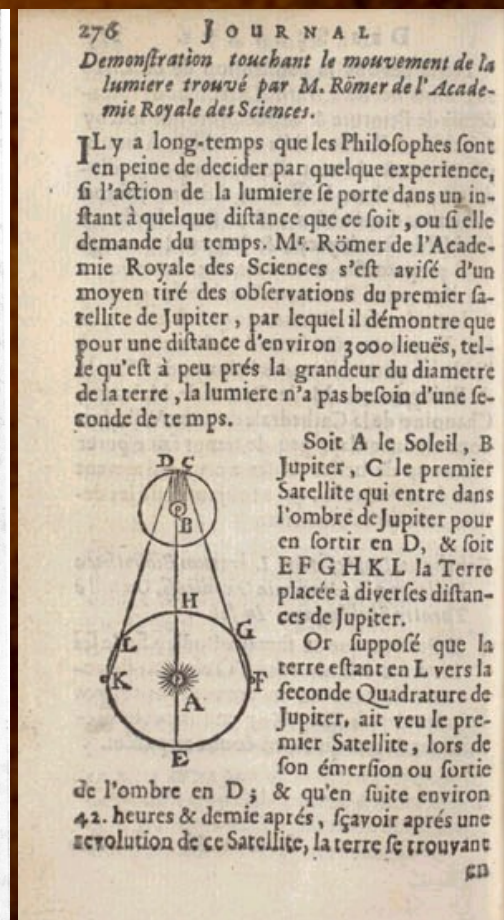 276 JOURNAL
Demonſtration touchant le mouvement de la
lumiere trouvé par M. Römer de l'Acade-
mie Royale des Sciences.
IL y a long-temps que les Philoſophes ſont
en peine de decider par quelque experience,
ſi l'action de la lumiere ſe porte dans un in-
ſtant à quelque diſtance que ce ſoit, ou ſi elle
demande du temps. Mr. Römer de l'Acade-
mie Royale des Sciences s'eſt aviſé d'un
moyen tiré des obſervations du premier ſa-
tellite de Jupiter, par lequel il démontre que
pour une diſtance d'environ 3000 lieuës, tel-
le qu'eſt à peu prés la grandeur du diametre
de la terre, la lumiere n'a pas beſoin d'une ſe-
conde de temps.
Soit A le Soleil, B
Jupiter, C le premier
Satellite qui entre dans
l'ombre de Jupiter pour
en ſortir en D, & ſoit
E F G H K L la Terre
placée à diverſes diſtan-
ces de Jupiter.
Or ſuppoſé que la
terre eſtant en L vers la
ſeconde Quadrature de
Jupiter, ait veu le pre-
mier Satellite, lors de
ſon émerſion ou ſortie
de l'ombre en D; & qu'en ſuite environ
42. heures & demie aprés, ſçavoir aprés une
revolution de ce Satellite, la terre ſe trouvant
en
D C
B
H
G
L
K
F
A
E